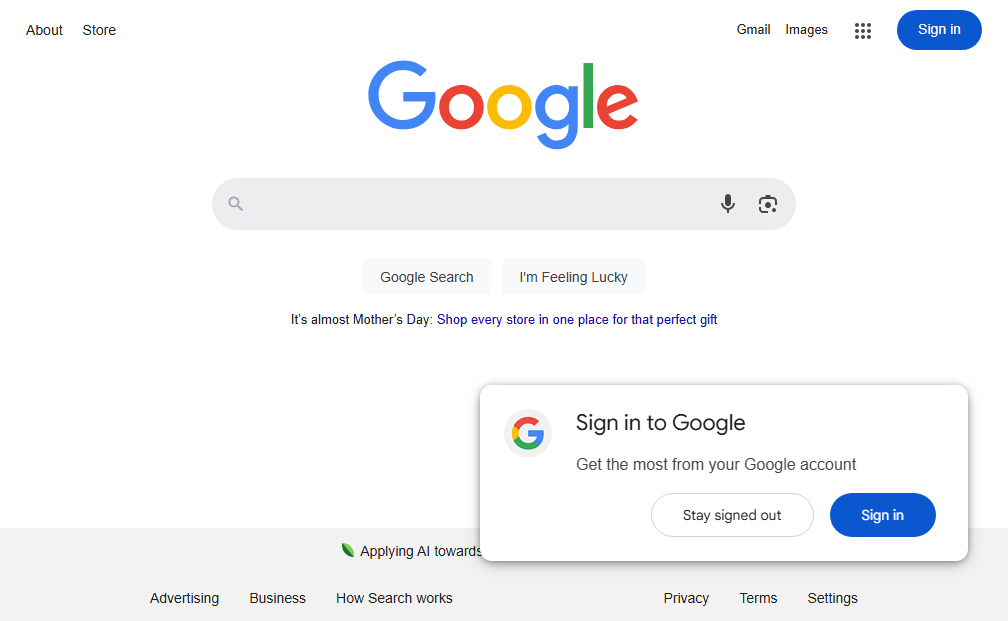 About Store
Gmail Images
Sign in
Google
Google Search
I'm Feeling Lucky
It's almost Mother's Day: Shop every store in one place for that perfect gift
Sign in to Google
Get the most from your Google account
Stay signed out
Sign in
Applying AI towards
Advertising Business How Search works
Privacy Terms Settings